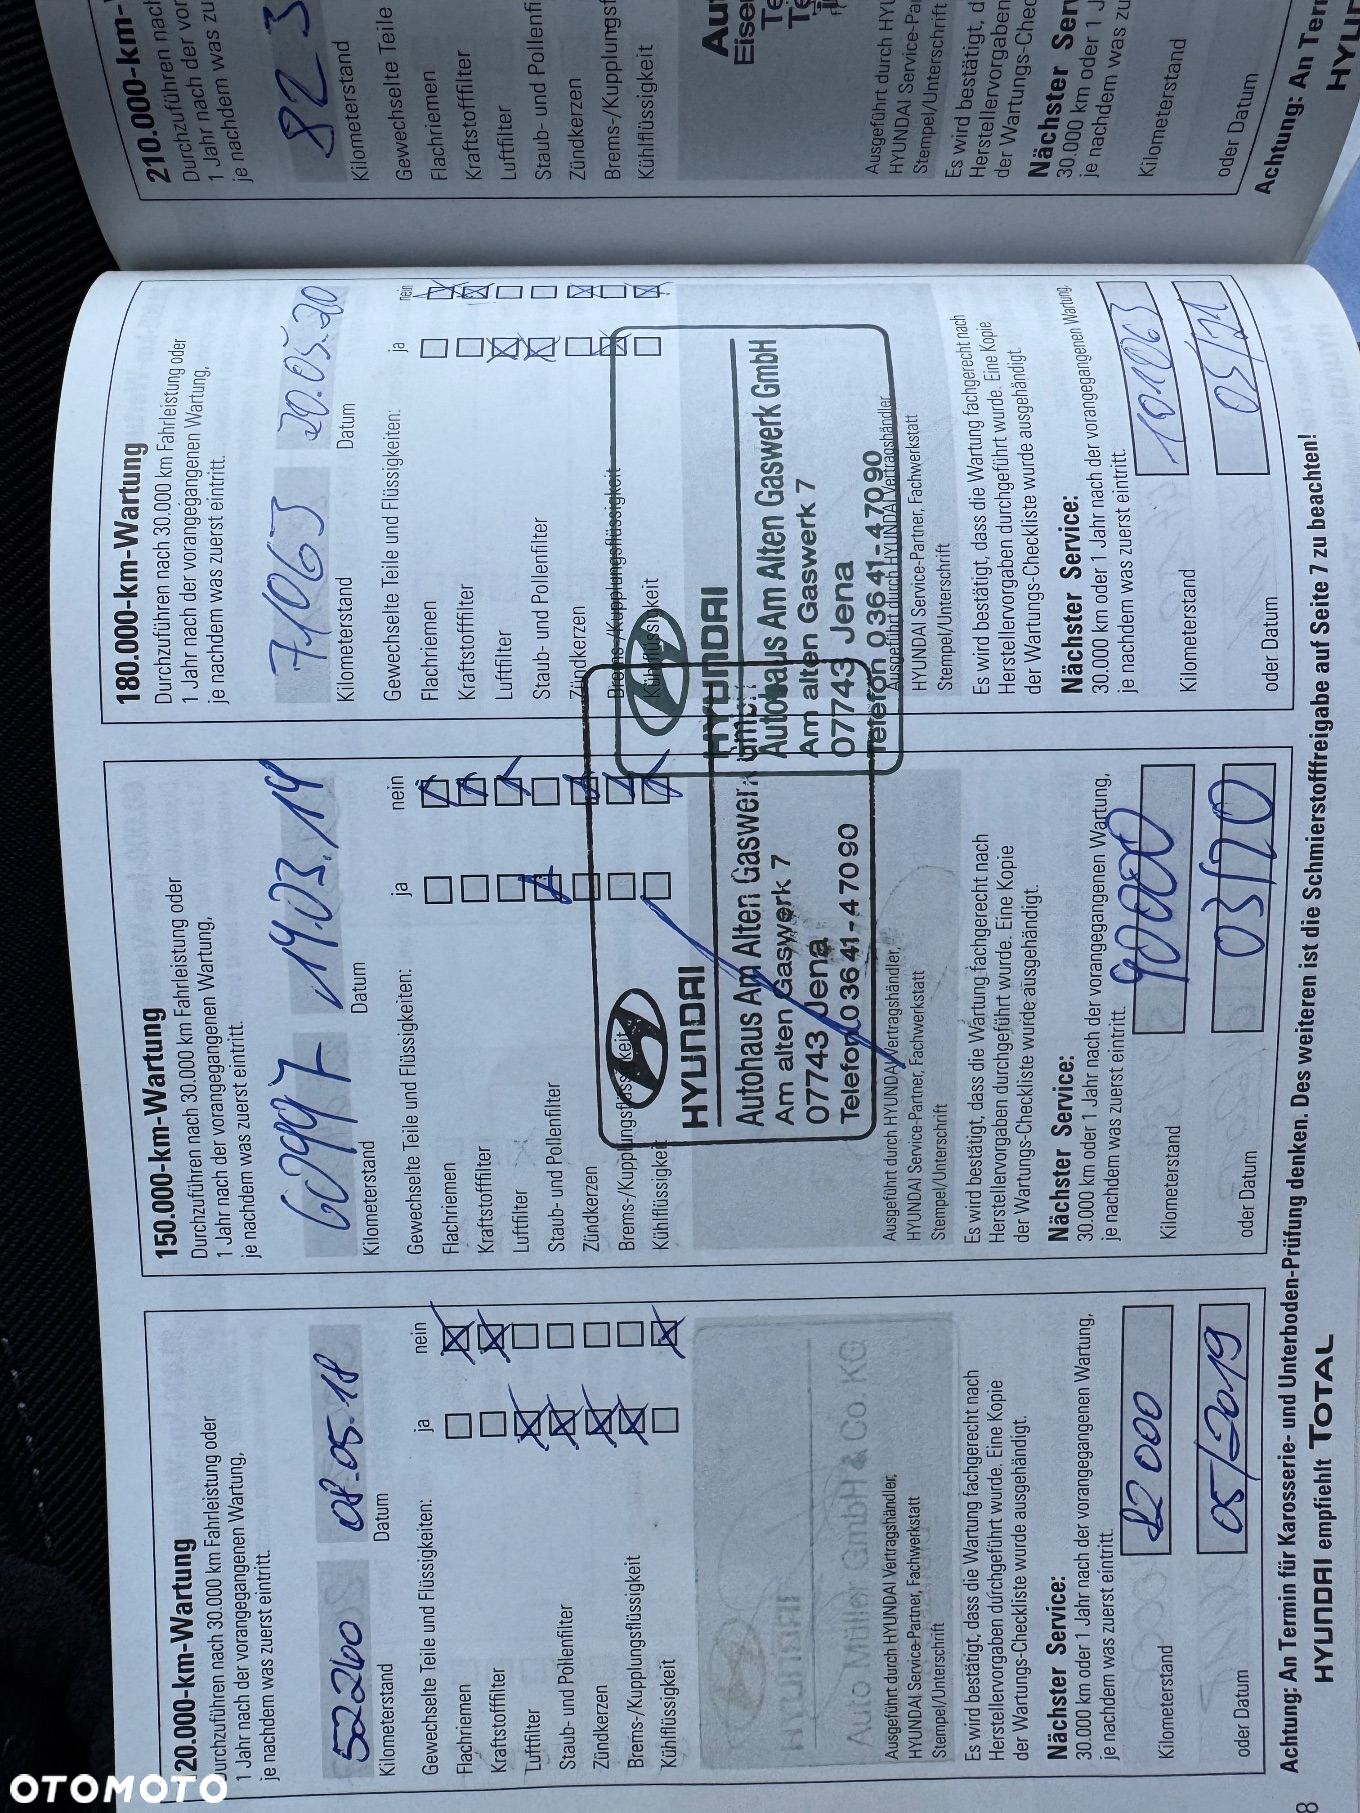 120.000-km-Wartung
Durchzuführen nach 30.000 km Fahrleistung oder
1 Jahr nach der vorangegangenen Wartung,
je nachdem was zuerst eintritt.
52260 08.05.18
Kilometerstand Datum
Gewechselte Teile und Flüssigkeiten: ja nein
Flachriemen
Kraftstofffilter
Luftfilter
Staub- und Pollenfilter
Zündkerzen
Brems-/Kupplungsflüssigkeit
Kühlflüssigkeit
HYUNDAI
Auto Müller GmbH & Co. KG
Ausgeführt durch HYUNDAI Vertragshändler,
HYUNDAI Service-Partner, Fachwerkstatt
Stempel/Unterschrift
Es wird bestätigt, dass die Wartung fachgerecht nach
Herstellervorgaben durchgeführt wurde. Eine Kopie
der Wartungs-Checkliste wurde ausgehändigt.
Nächster Service:
30.000 km oder 1 Jahr nach der vorangegangenen Wartung,
je nachdem was zuerst eintritt.
82000
Kilometerstand
05/2019
oder Datum
150.000-km-Wartung
Durchzuführen nach 30.000 km Fahrleistung oder
1 Jahr nach der vorangegangenen Wartung,
je nachdem was zuerst eintritt.
60997 19.03.19
Kilometerstand Datum
Gewechselte Teile und Flüssigkeiten: ja nein
Flachriemen
Kraftstofffilter
Luftfilter
Staub- und Pollenfilter
Zündkerzen
Brems-/Kupplungsflüssigkeit
Kühlflüssigkeit
HYUNDAI
Autohaus Am Alten Gaswerk GmbH
Am alten Gaswerk 7
07743 Jena
Telefon 0 36 41 - 4 70 90
Ausgeführt durch HYUNDAI Vertragshändler,
HYUNDAI Service-Partner, Fachwerkstatt
Stempel/Unterschrift
Es wird bestätigt, dass die Wartung fachgerecht nach
Herstellervorgaben durchgeführt wurde. Eine Kopie
der Wartungs-Checkliste wurde ausgehändigt.
Nächster Service:
30.000 km oder 1 Jahr nach der vorangegangenen Wartung,
je nachdem was zuerst eintritt.
90000
Kilometerstand
03/20
oder Datum
180.000-km-Wartung
Durchzuführen nach 30.000 km Fahrleistung oder
1 Jahr nach der vorangegangenen Wartung,
je nachdem was zuerst eintritt.
71063 20.05.20
Kilometerstand Datum
Gewechselte Teile und Flüssigkeiten: ja nein
Flachriemen
Kraftstofffilter
Luftfilter
Staub- und Pollenfilter
Zündkerzen
Brems-/Kupplungsflüssigkeit
Kühlflüssigkeit
HYUNDAI
Autohaus Am Alten Gaswerk GmbH
Am alten Gaswerk 7
07743 Jena
Telefon 0 36 41 - 4 70 90
Ausgeführt durch HYUNDAI Vertragshändler,
HYUNDAI Service-Partner, Fachwerkstatt
Stempel/Unterschrift
Es wird bestätigt, dass die Wartung fachgerecht nach
Herstellervorgaben durchgeführt wurde. Eine Kopie
der Wartungs-Checkliste wurde ausgehändigt.
Nächster Service:
30.000 km oder 1 Jahr nach der vorangegangenen Wartung,
je nachdem was zuerst eintritt.
101063
Kilometerstand
05/21
oder Datum
Achtung: An Termin für Karosserie- und Unterboden-Prüfung denken. Des weiteren ist die Schmierstofffreigabe auf Seite 7 zu beachten!
8 HYUNDAI empfiehlt TOTAL
210.000-km-
Durchzuführen nach
1 Jahr nach der vor
je nachdem was zu
823
Kilometerstand
Gewechselte Teile
Flachriemen
Kraftstofffilter
Luftfilter
Staub- und Pollenfi
Zündkerzen
Brems-/Kupplungsf
Kühlflüssigkeit
Eisen
Ausgeführt durch HYU
HYUNDAI Service-Par
Stempel/Unterschrift
Es wird bestätigt, d
Herstellervorgaben
der Wartungs-Chec
Nächster Ser
30.000 km oder 1 J
je nachdem was zu
Kilometerstand
oder Datum
Achtung: An Term
OTOMOTO